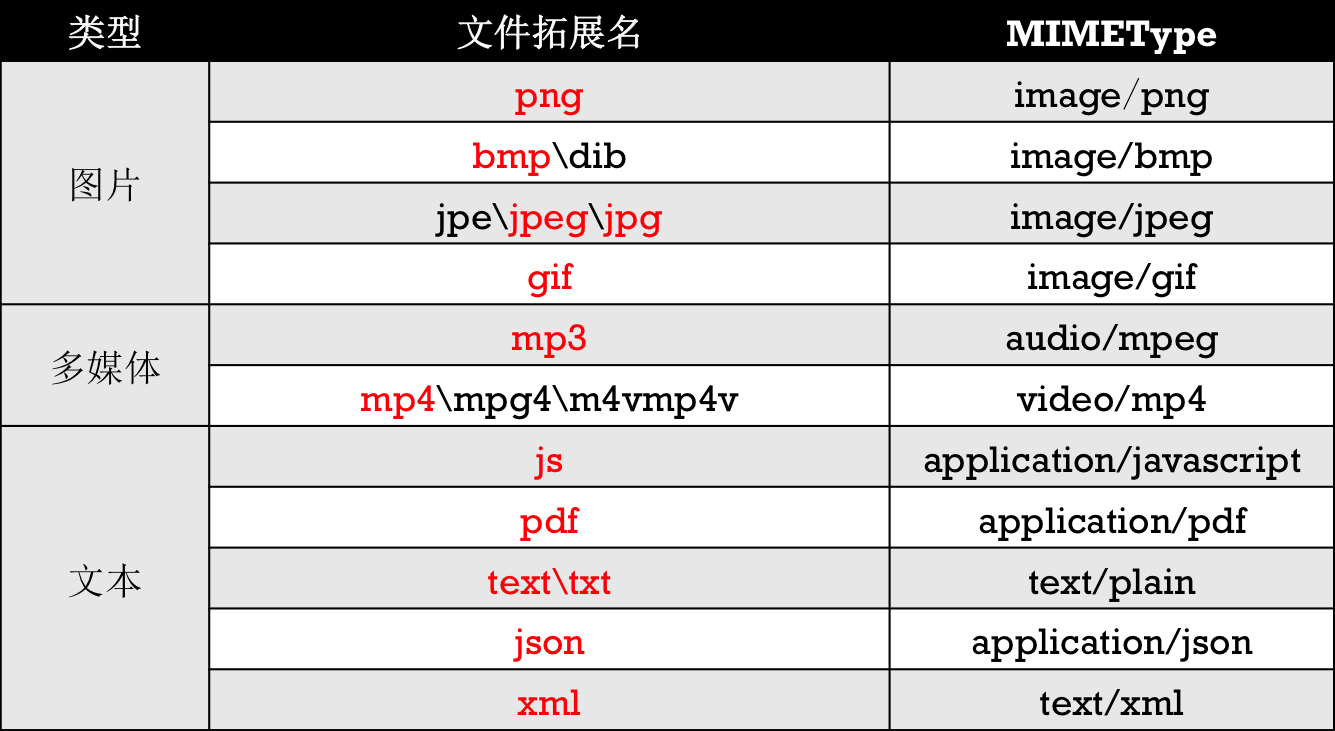 类型 文件拓展名 MIMEType
图片
png image/png
bmp\dib image/bmp
jpe\jpeg\jpg image/jpeg
gif image/gif
多媒体
mp3 audio/mpeg
mp4\mpg4\m4vmp4v video/mp4
文本
js application/javascript
pdf application/pdf
text\txt text/plain
json application/json
xml text/xml